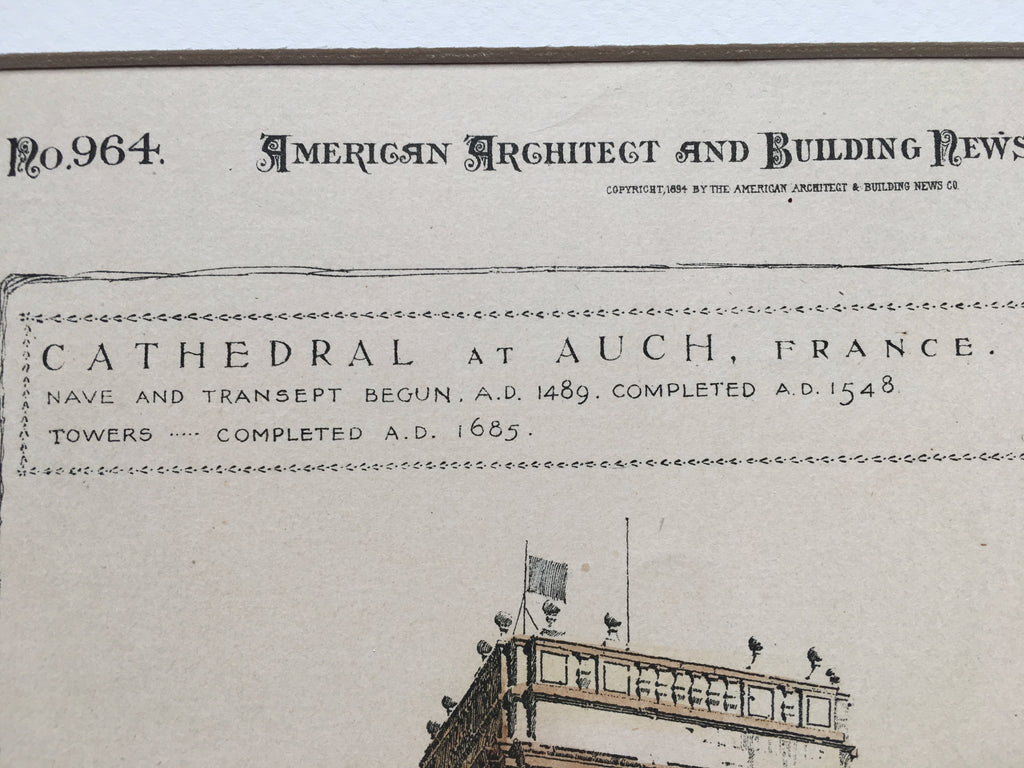 No. 964. AMERICAN ARCHITECT AND BUILDING NEWS
COPYRIGHT, 1894 BY THE AMERICAN ARCHITECT & BUILDING NEWS CO.
CATHEDRAL AT AUCH, FRANCE.
NAVE AND TRANSEPT BEGUN, A.D. 1489. COMPLETED A.D. 1548.
TOWERS ····· COMPLETED A.D. 1685.